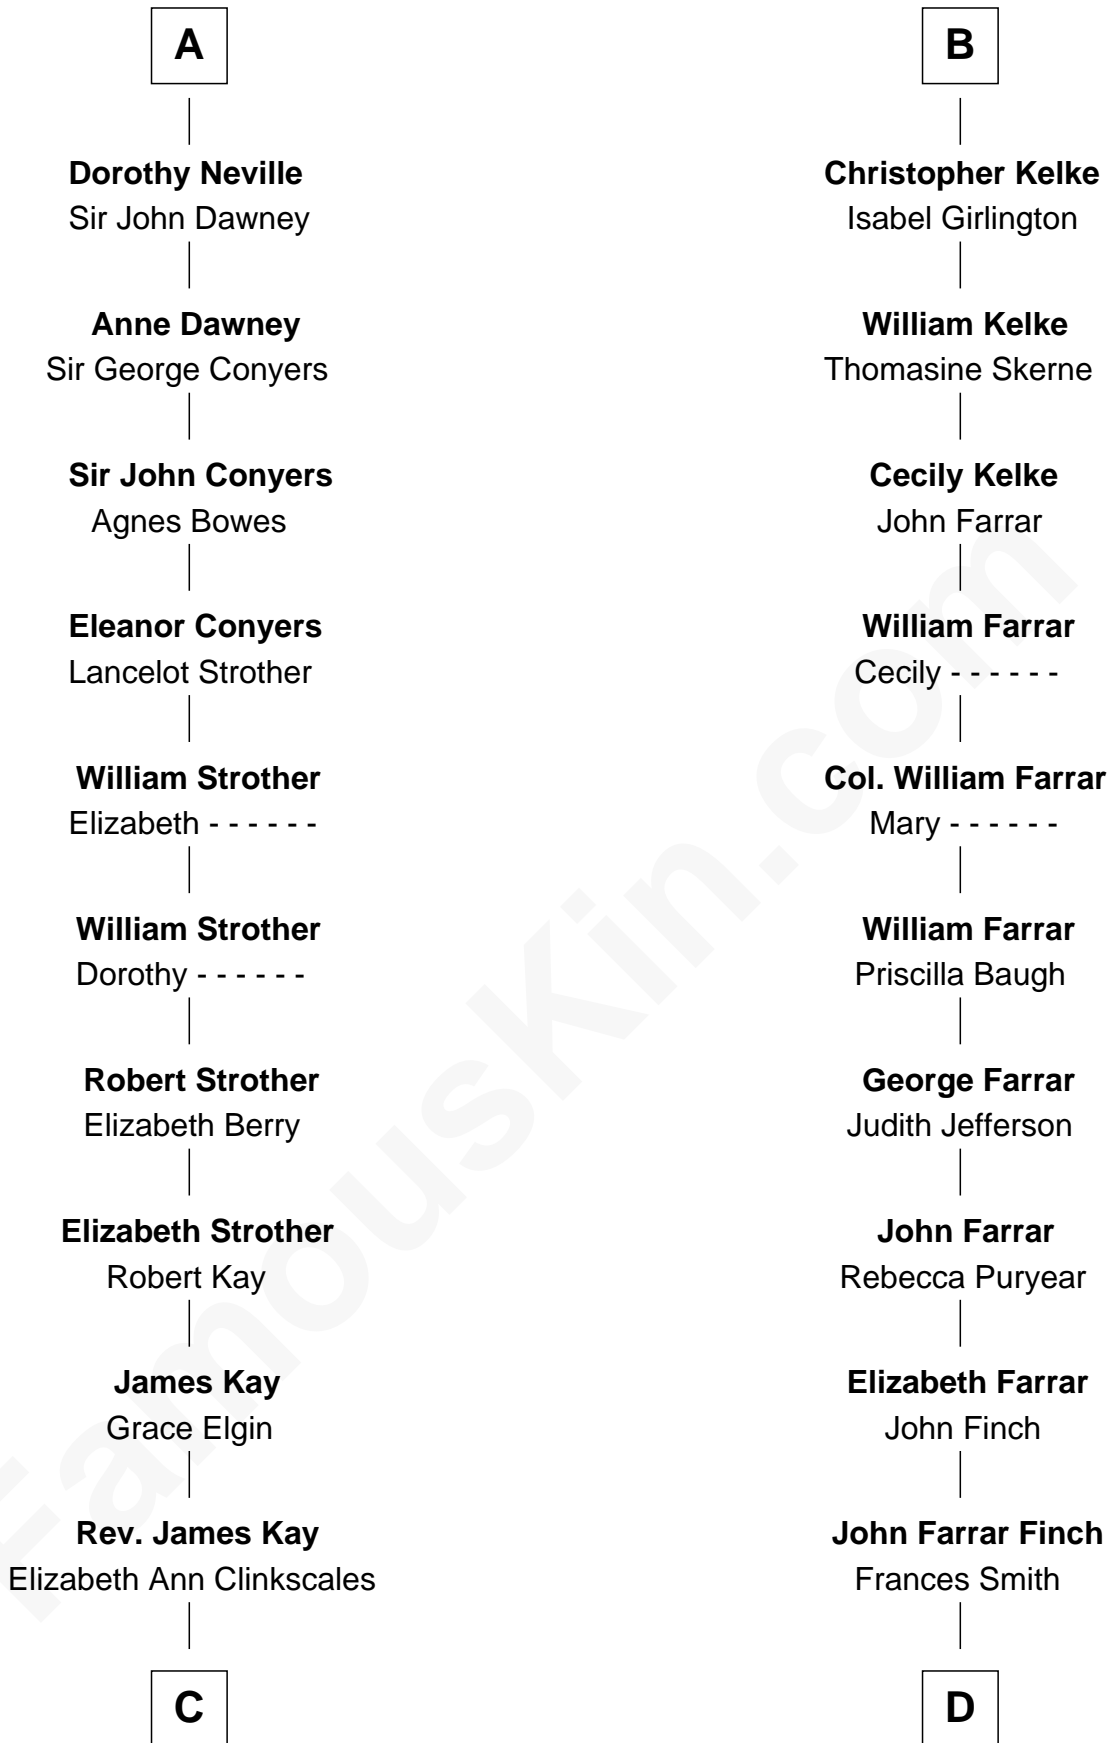 A
Dorothy Neville
Sir John Dawney
Anne Dawney
Sir George Conyers
Sir John Conyers
Agnes Bowes
Eleanor Conyers
Lancelot Strother
William Strother
Elizabeth - - - - - -
William Strother
Dorothy - - - - - -
Robert Strother
Elizabeth Berry
Elizabeth Strother
Robert Kay
James Kay
Grace Elgin
Rev. James Kay
Elizabeth Ann Clinkscales
C
B
Christopher Kelke
Isabel Girlington
William Kelke
Thomasine Skerne
Cecily Kelke
John Farrar
William Farrar
Cecily - - - - - -
Col. William Farrar
Mary - - - - - -
William Farrar
Priscilla Baugh
George Farrar
Judith Jefferson
John Farrar
Rebecca Puryear
Elizabeth Farrar
John Finch
John Farrar Finch
Frances Smith
D
FamousKin.com